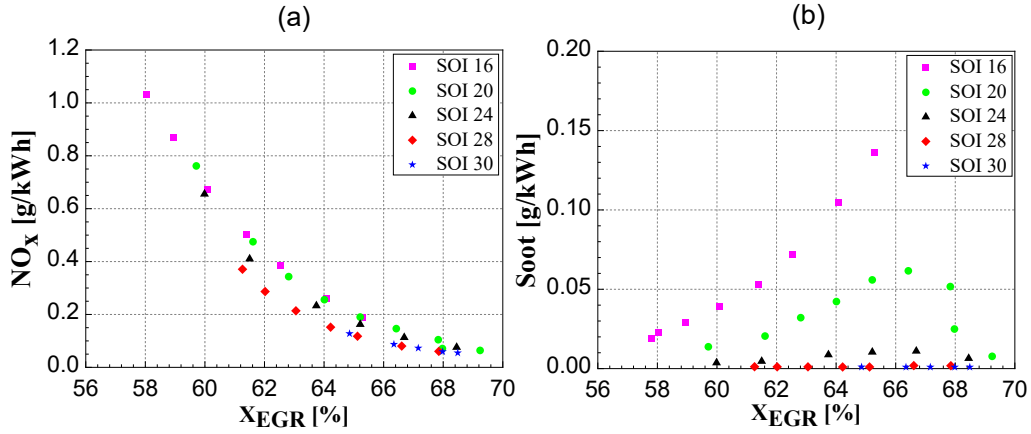 (a)
(b)
NOx [g/kWh]
1.2
1.0
0.8
0.6
0.4
0.2
0.0
56 58 60 62 64 66 68 70
XEGR [%]
SOI 16
SOI 20
SOI 24
SOI 28
SOI 30
Soot [g/kWh]
0.20
0.15
0.10
0.05
0.00
56 58 60 62 64 66 68 70
XEGR [%]
SOI 16
SOI 20
SOI 24
SOI 28
SOI 30